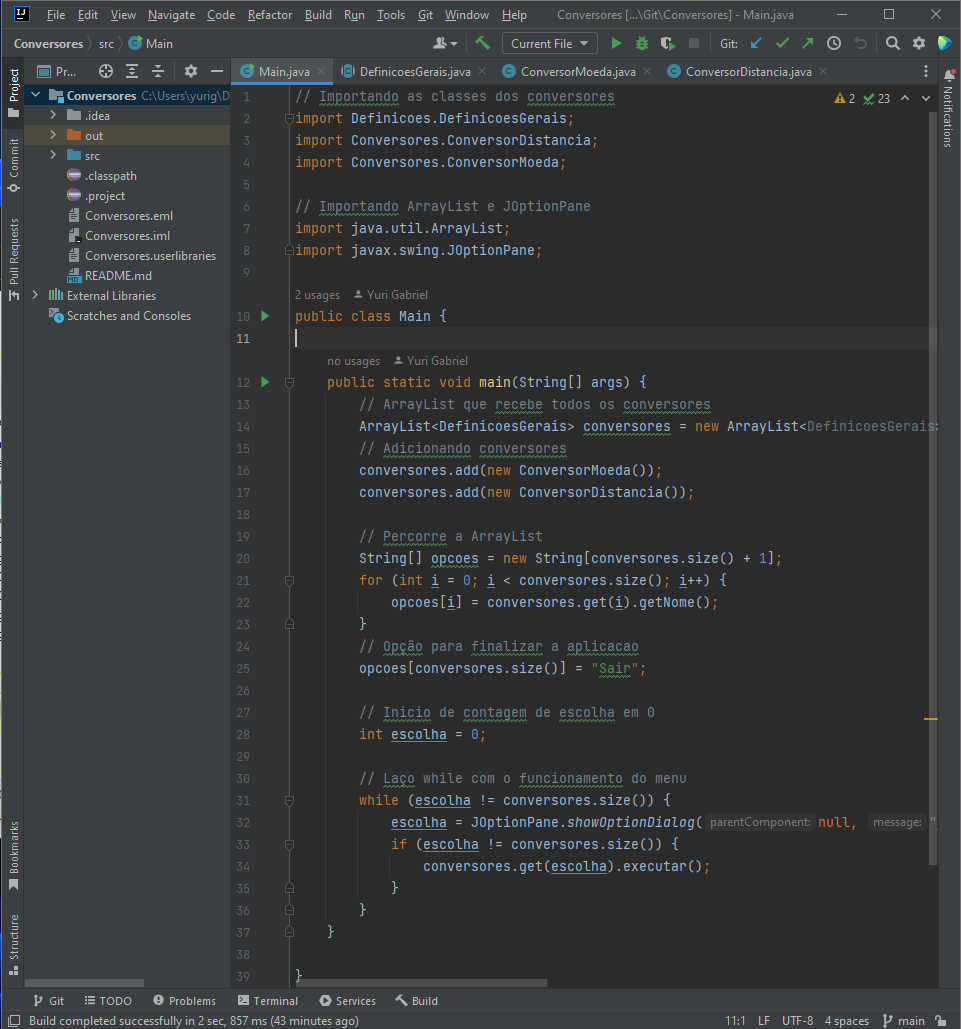 File Edit View Navigate Code Refactor Build Run Tools Git Window Help Conversores [...\Git\Conversores] - Main.java
Conversores src Main Current File Git:
Pr... Main.java DefinicoesGerais.java ConversorMoeda.java ConversorDistancia.java
Project
Commit
Pull Requests
Bookmarks
Structure
Notifications
Conversores C:\Users\yurig\D
.idea
out
src
.classpath
.project
Conversores.eml
Conversores.iml
Conversores.userlibraries
README.md
External Libraries
Scratches and Consoles
2 23
1 // Importando as classes dos conversores
2 import Definicoes.DefinicoesGerais;
3 import Conversores.ConversorDistancia;
4 import Conversores.ConversorMoeda;
5
6 // Importando ArrayList e JOptionPane
7 import java.util.ArrayList;
8 import javax.swing.JOptionPane;
9
2 usages Yuri Gabriel
10 public class Main {
11
no usages Yuri Gabriel
12 public static void main(String[] args) {
13 // ArrayList que recebe todos os conversores
14 ArrayList<DefinicoesGerais> conversores = new ArrayList<DefinicoesGerais>
15 // Adicionando conversores
16 conversores.add(new ConversorMoeda());
17 conversores.add(new ConversorDistancia());
18
19 // Percorre a ArrayList
20 String[] opcoes = new String[conversores.size() + 1];
21 for (int i = 0; i < conversores.size(); i++) {
22 opcoes[i] = conversores.get(i).getNome();
23 }
24 // Opção para finalizar a aplicacao
25 opcoes[conversores.size()] = "Sair";
26
27 // Inicio de contagem de escolha em 0
28 int escolha = 0;
29
30 // Laço while com o funcionamento do menu
31 while (escolha != conversores.size()) {
32 escolha = JOptionPane.showOptionDialog( parentComponent: null, message: "
33 if (escolha != conversores.size()) {
34 conversores.get(escolha).executar();
35 }
36 }
37 }
38
39 }
Git TODO Problems Terminal Services Build
Build completed successfully in 2 sec, 857 ms (43 minutes ago) 11:1 LF UTF-8 4 spaces main